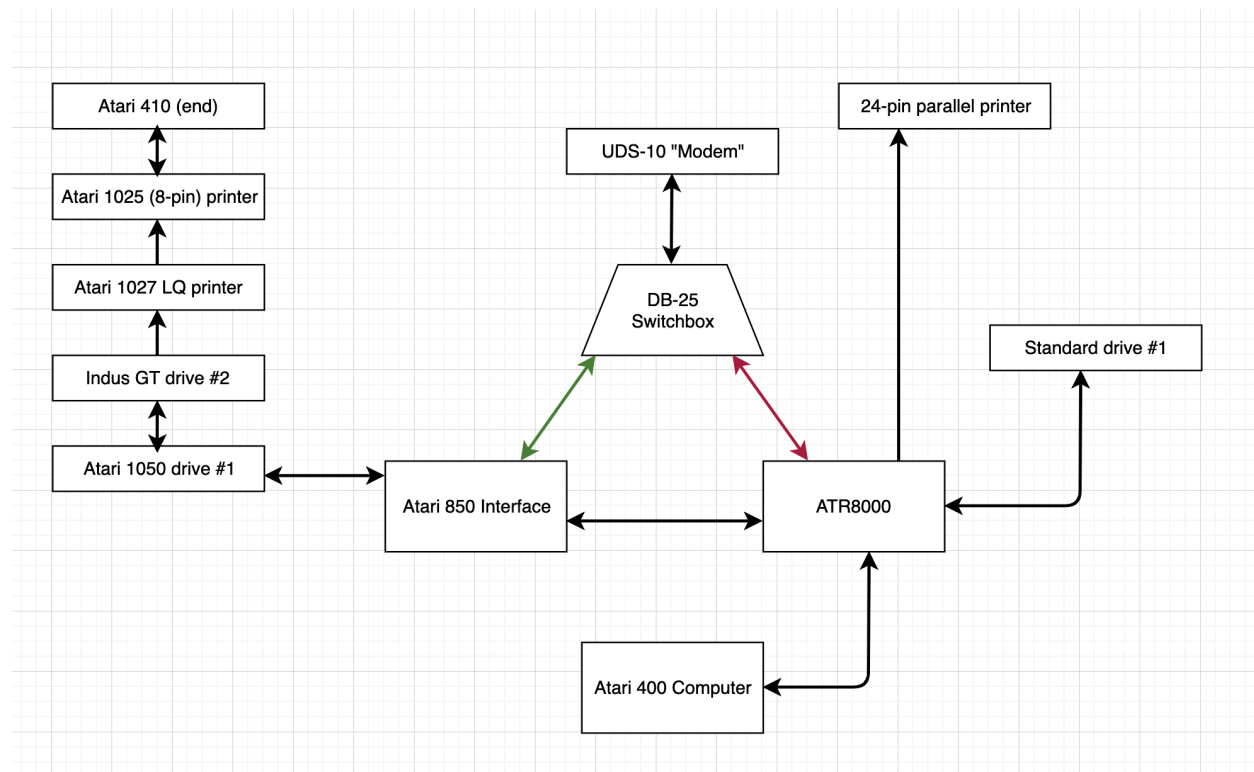 Atari 410 (end)
24-pin parallel printer
UDS-10 "Modem"
Atari 1025 (8-pin) printer
Atari 1027 LQ printer
DB-25
Switchbox
Standard drive #1
Indus GT drive #2
Atari 1050 drive #1
Atari 850 Interface
ATR8000
Atari 400 Computer